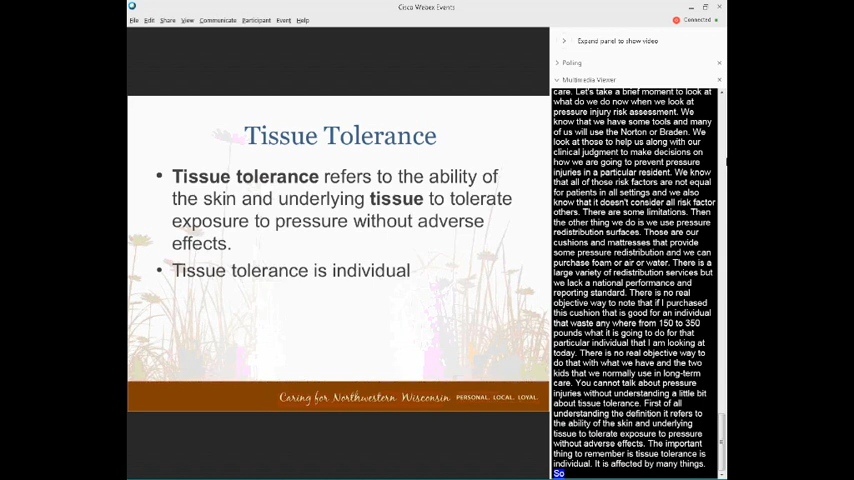 Cisco Webex Events
File Edit Share View Communicate Participant Event Help
Connected
Expand panel to show video
Polling
Multimedia Viewer
Tissue Tolerance
• Tissue tolerance refers to the ability of
the skin and underlying tissue to tolerate
exposure to pressure without adverse
effects.
• Tissue tolerance is individual
Caring for Northwestern Wisconsin PERSONAL. LOCAL. LOYAL.
care. Let's take a brief moment to look at
what do we do now when we look at
pressure injury risk assessment. We
know that we have some tools and many
of us will use the Norton or Braden. We
look at those to help us along with our
clinical judgment to make decisions on
how we are going to prevent pressure
injuries in a particular resident. We know
that all of those risk factors are not equal
for patients in all settings and we also
know that it doesn't consider all risk factor
others. There are some limitations. Then
the other thing we do is we use pressure
redistribution surfaces. Those are our
cushions and mattresses that provide
some pressure redistribution and we can
purchase foam or air or water. There is a
large variety of redistribution services but
we lack a national performance and
reporting standard. There is no real
objective way to note that if I purchased
this cushion that is good for an individual
that waste any where from 150 to 350
pounds what it is going to do for that
particular individual that I am looking at
today. There is no real objective way to
do that with what we have and the two
kids that we normally use in long-term
care. You cannot talk about pressure
injuries without understanding a little bit
about tissue tolerance. First of all
understanding the definition it refers to
the ability of the skin and underlying
tissue to tolerate exposure to pressure
without adverse effects. The important
thing to remember is tissue tolerance is
individual. It is affected by many things.
So